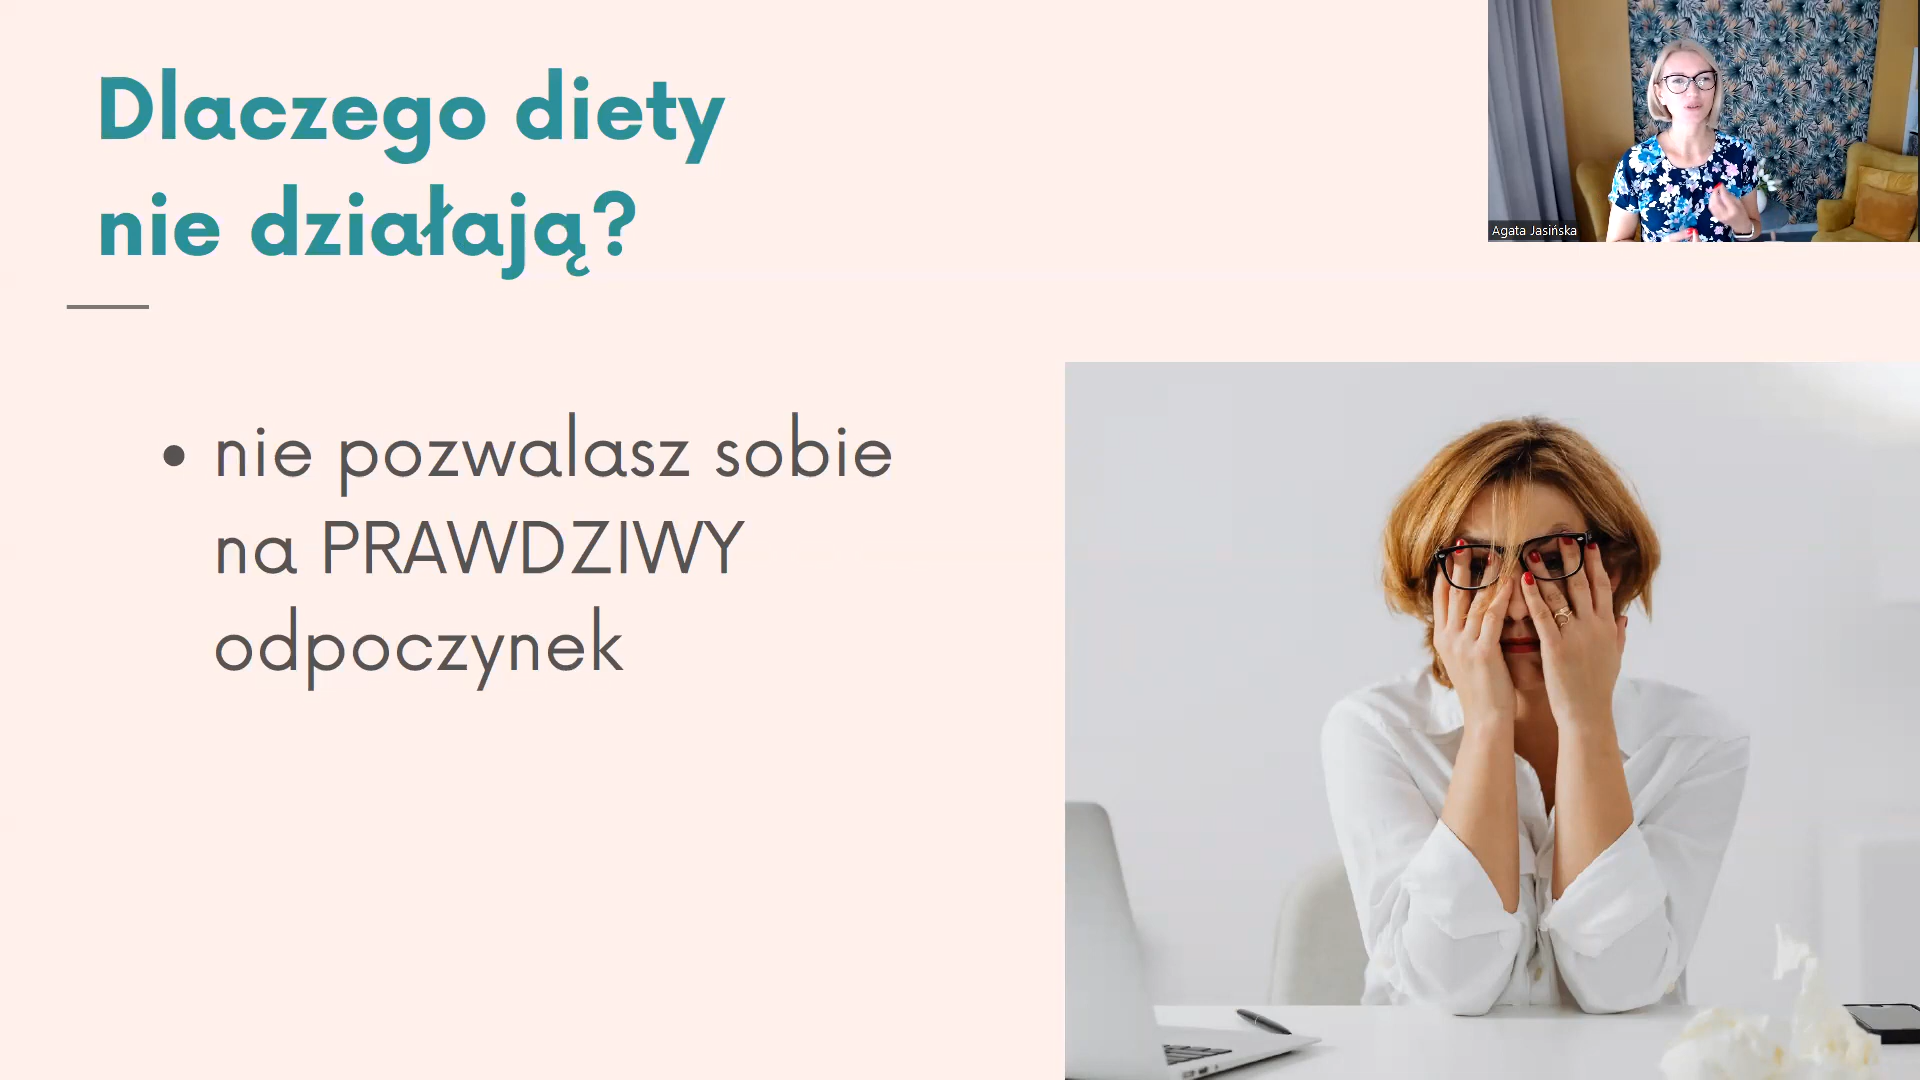 Dlaczego diety
nie działają?
Agata Jasińska
• nie pozwalasz sobie
na PRAWDZIWY
odpoczynek